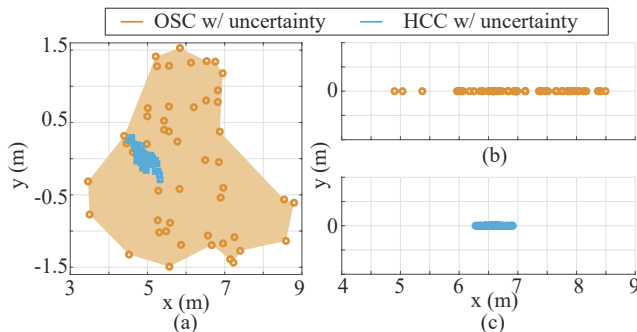 OSC w/ uncertainty HCC w/ uncertainty
1.5
0.5
-0.5
-1.5
y (m)
3 5 7 9
x (m)
(a)
0
y (m)
(b)
0
4 5 6 7 8 9
x (m)
(c)